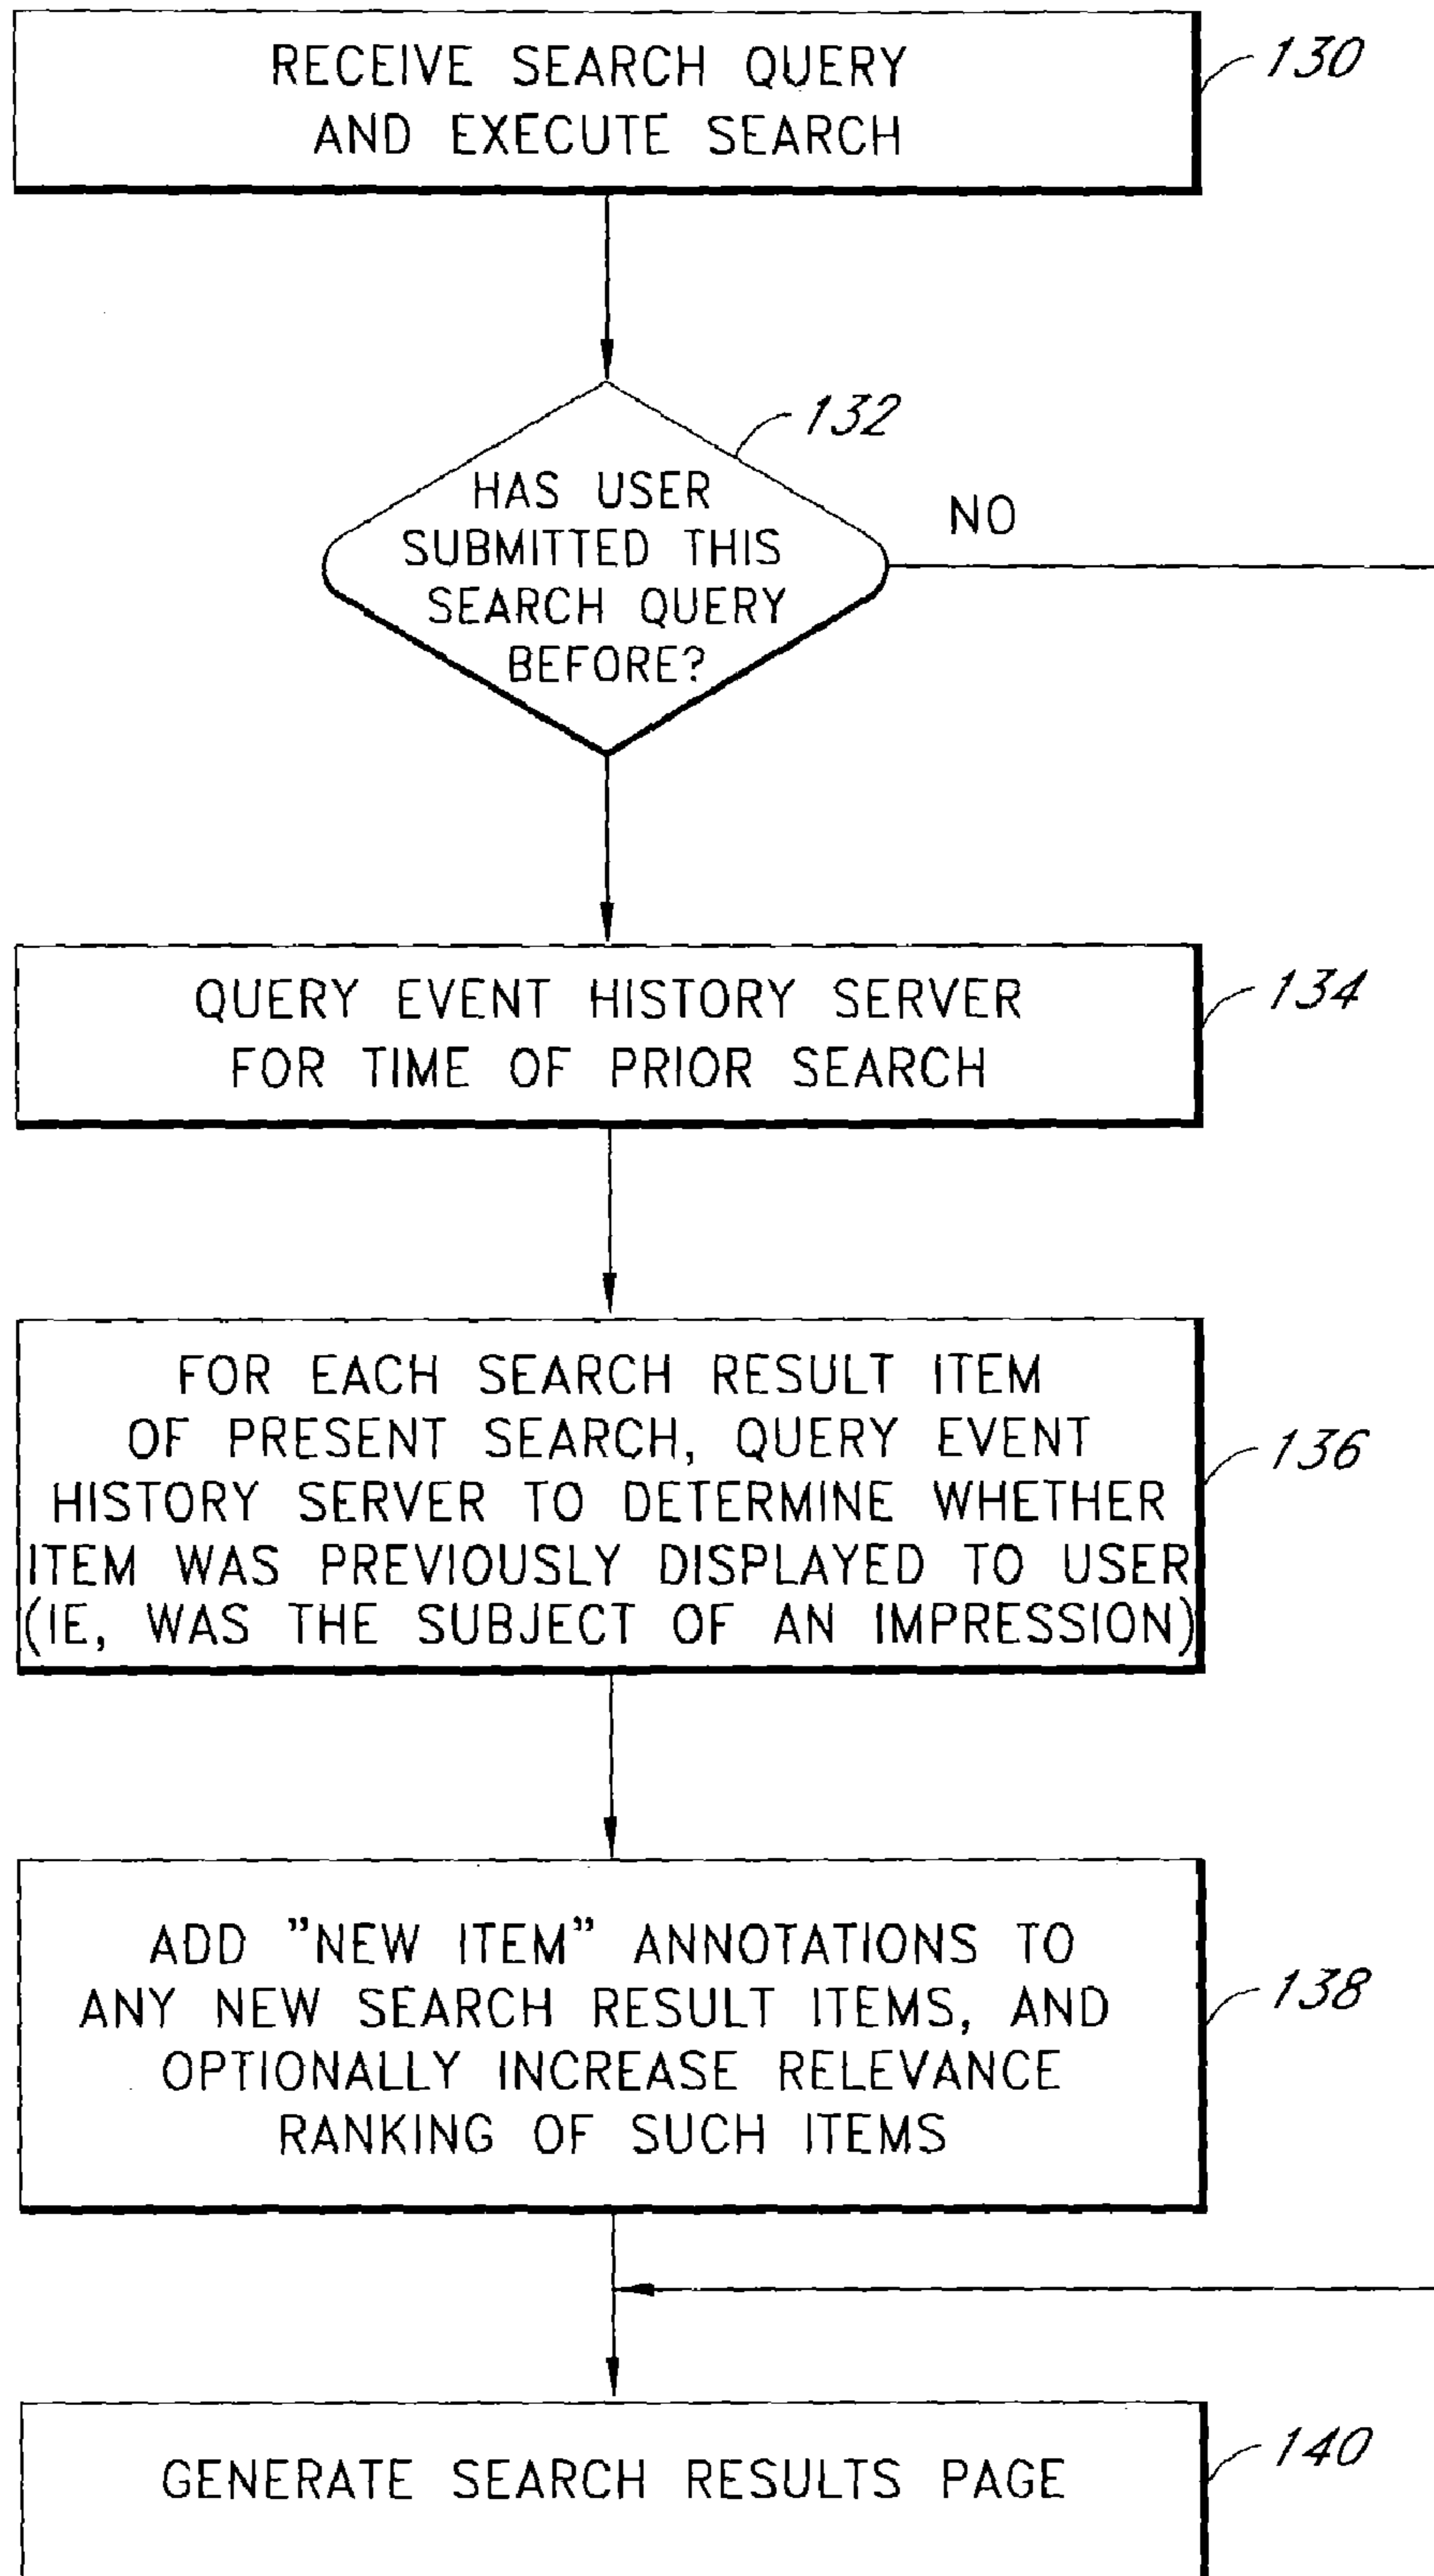 RECEIVE SEARCH QUERY
AND EXECUTE SEARCH
130
132
HAS USER
SUBMITTED THIS
SEARCH QUERY
BEFORE?
NO
QUERY EVENT HISTORY SERVER
FOR TIME OF PRIOR SEARCH
134
FOR EACH SEARCH RESULT ITEM
OF PRESENT SEARCH, QUERY EVENT
HISTORY SERVER TO DETERMINE WHETHER
ITEM WAS PREVIOUSLY DISPLAYED TO USER
(IE, WAS THE SUBJECT OF AN IMPRESSION)
136
ADD "NEW ITEM" ANNOTATIONS TO
ANY NEW SEARCH RESULT ITEMS, AND
OPTIONALLY INCREASE RELEVANCE
RANKING OF SUCH ITEMS
138
GENERATE SEARCH RESULTS PAGE
140